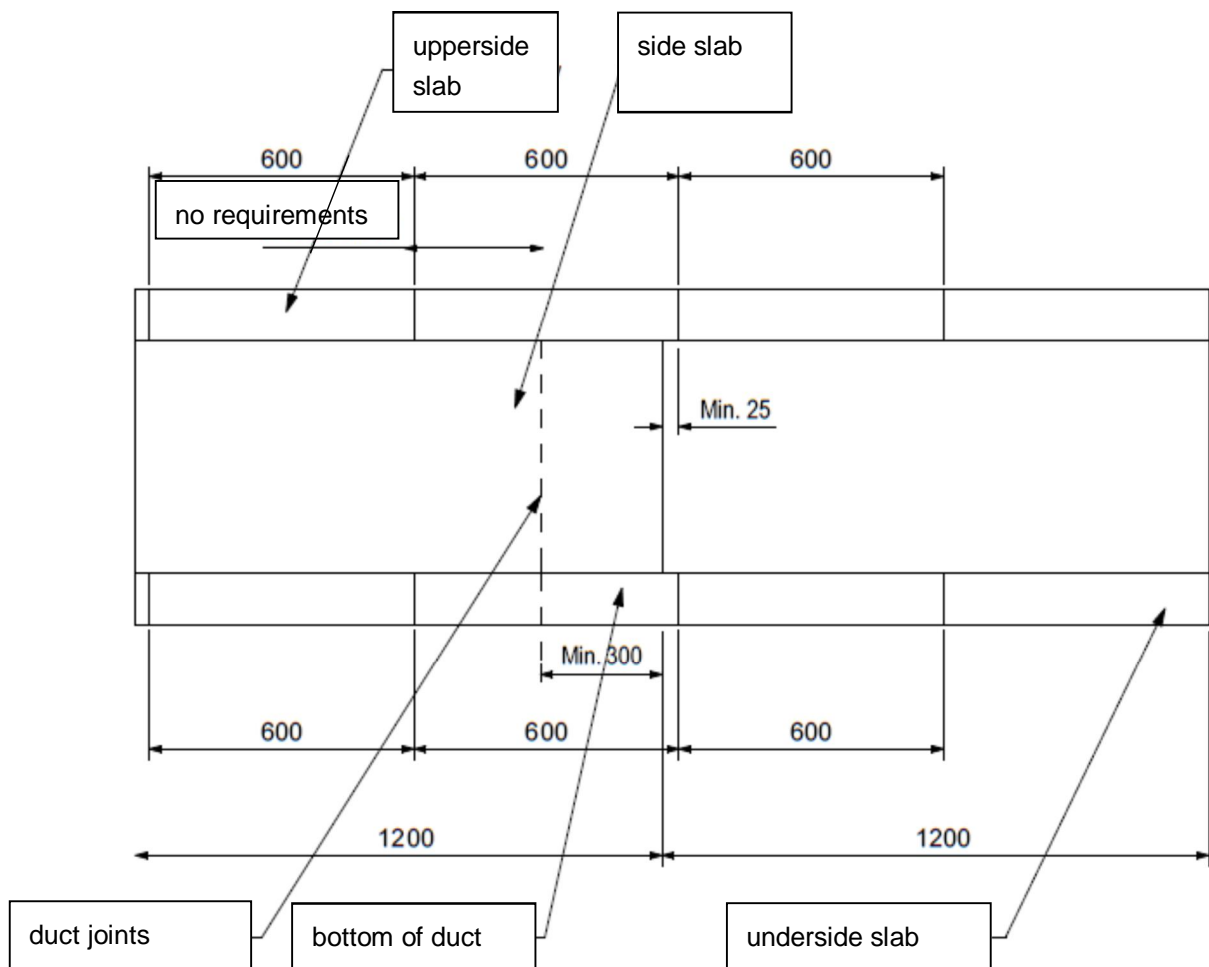 upperside
slab
side slab
600
600
600
no requirements
Min. 25
Min. 300
600
600
600
1200
1200
duct joints
bottom of duct
underside slab